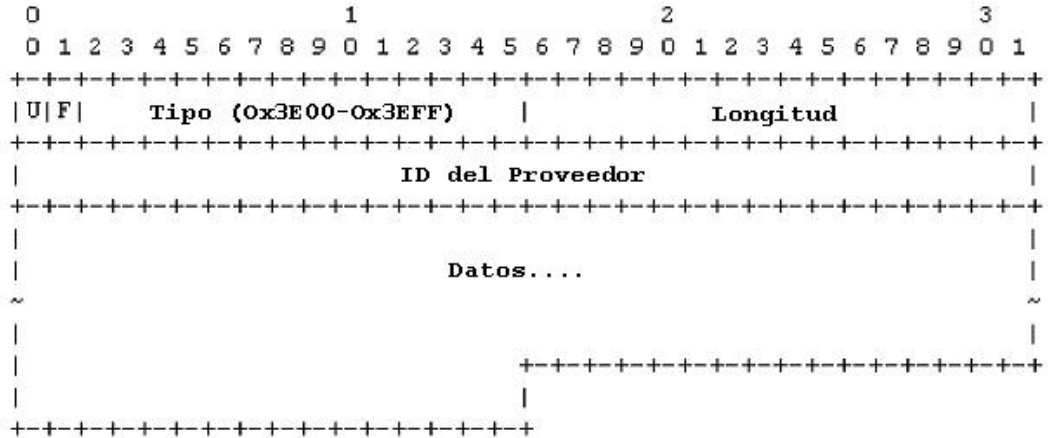 0                   1                   2                   3
0 1 2 3 4 5 6 7 8 9 0 1 2 3 4 5 6 7 8 9 0 1 2 3 4 5 6 7 8 9 0 1
+-+-+-+-+-+-+-+-+-+-+-+-+-+-+-+-+-+-+-+-+-+-+-+-+-+-+-+-+-+-+-+-+
|U|F| Tipo (0x3E00-0x3EFF) | Longitud |
+-+-+-+-+-+-+-+-+-+-+-+-+-+-+-+-+-+-+-+-+-+-+-+-+-+-+-+-+-+-+-+-+
| ID del Proveedor |
+-+-+-+-+-+-+-+-+-+-+-+-+-+-+-+-+-+-+-+-+-+-+-+-+-+-+-+-+-+-+-+-+
| |
| Datos.... |
~ ~
| |
| +-+-+-+-+-+-+-+-+-+-+-+-+-+-+-+-+
| |
+-+-+-+-+-+-+-+-+-+-+-+-+-+-+-+-+